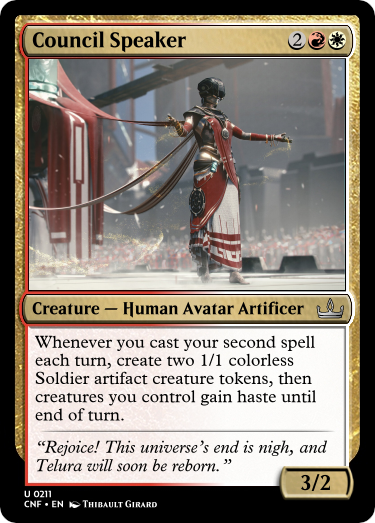 Council Speaker 2
Creature — Human Avatar Artificer
Whenever you cast your second spell
each turn, create two 1/1 colorless
Soldier artifact creature tokens, then
creatures you control gain haste until
end of turn.
“Rejoice! This universe’s end is nigh, and
Telura will soon be reborn.”
3/2
U 0211
CNF • EN Thibault Girard